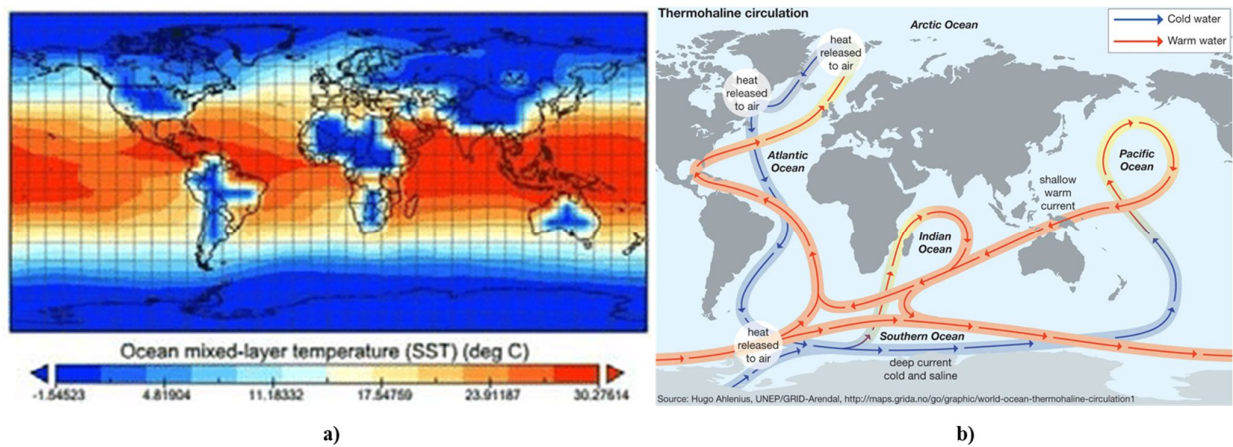 Ocean mixed-layer temperature (SST) (deg C)
-1.54523 4.81904 11.18332 17.54759 23.91187 30.27614
a)
Thermohaline circulation
Arctic Ocean
Cold water
Warm water
heat
released
to air
heat
released
to air
Atlantic
Ocean
Pacific
Ocean
shallow
warm
current
Indian
Ocean
heat
released
to air
Southern Ocean
deep current
cold and saline
Source: Hugo Ahlenius, UNEP/GRID-Arendal, http://maps.grida.no/go/graphic/world-ocean-thermohaline-circulation1
b)